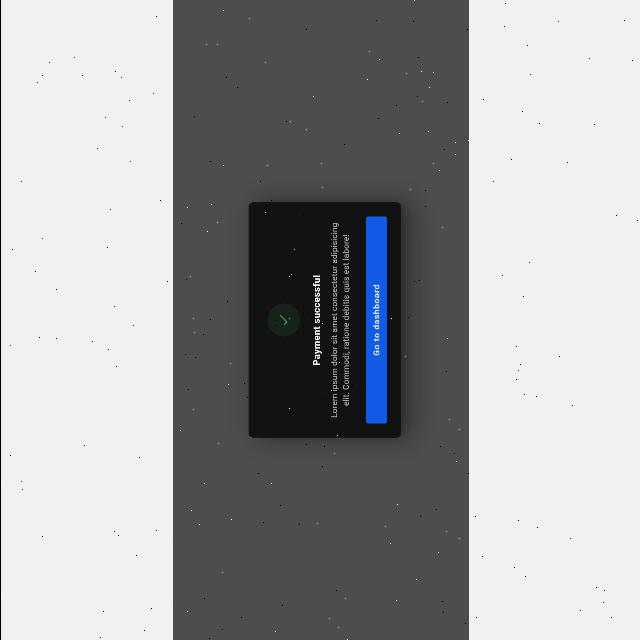 Payment successful
Lorem ipsum dolor sit amet consectetur adipisicing
elit. Commodi, ratione debitis quis est labore!
Go to dashboard